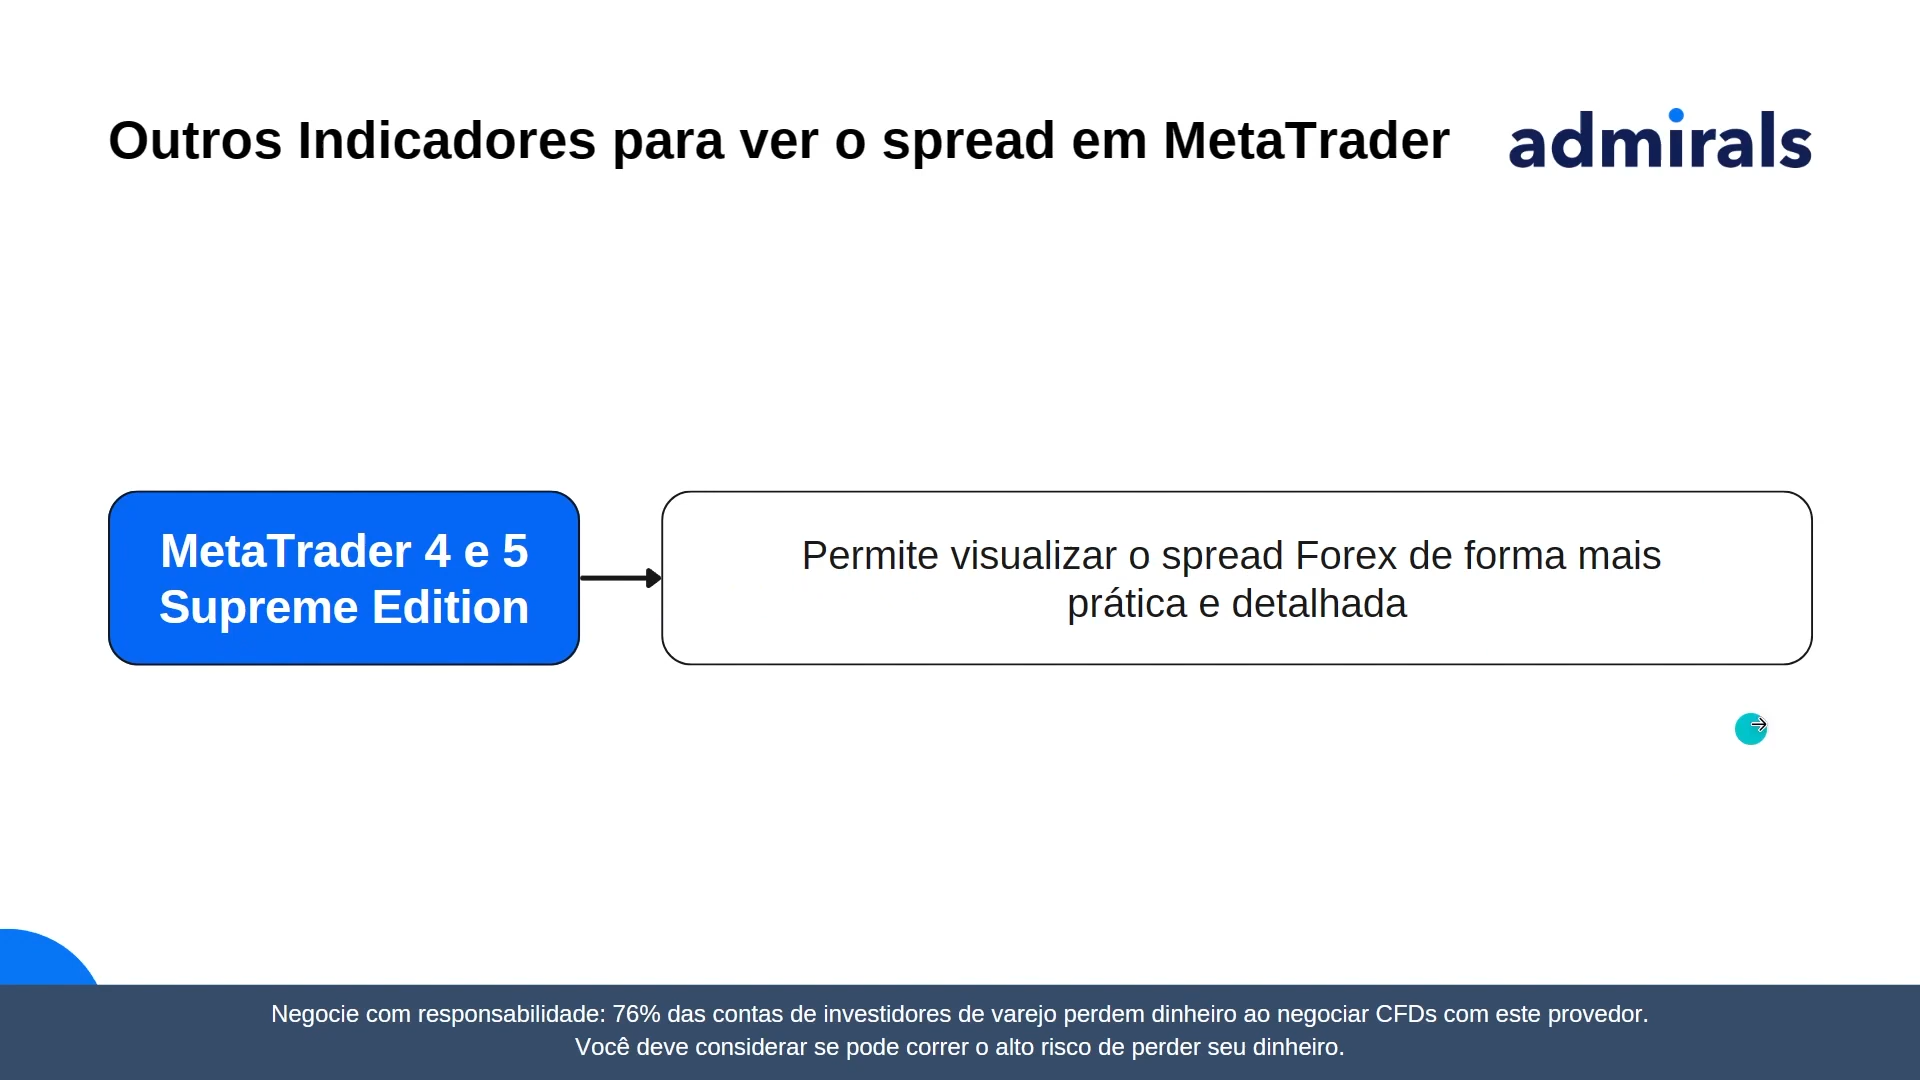 Outros Indicadores para ver o spread em MetaTrader
admirals
MetaTrader 4 e 5
Supreme Edition
Permite visualizar o spread Forex de forma mais
prática e detalhada
Negocie com responsabilidade: 76% das contas de investidores de varejo perdem dinheiro ao negociar CFDs com este provedor.
Você deve considerar se pode correr o alto risco de perder seu dinheiro.